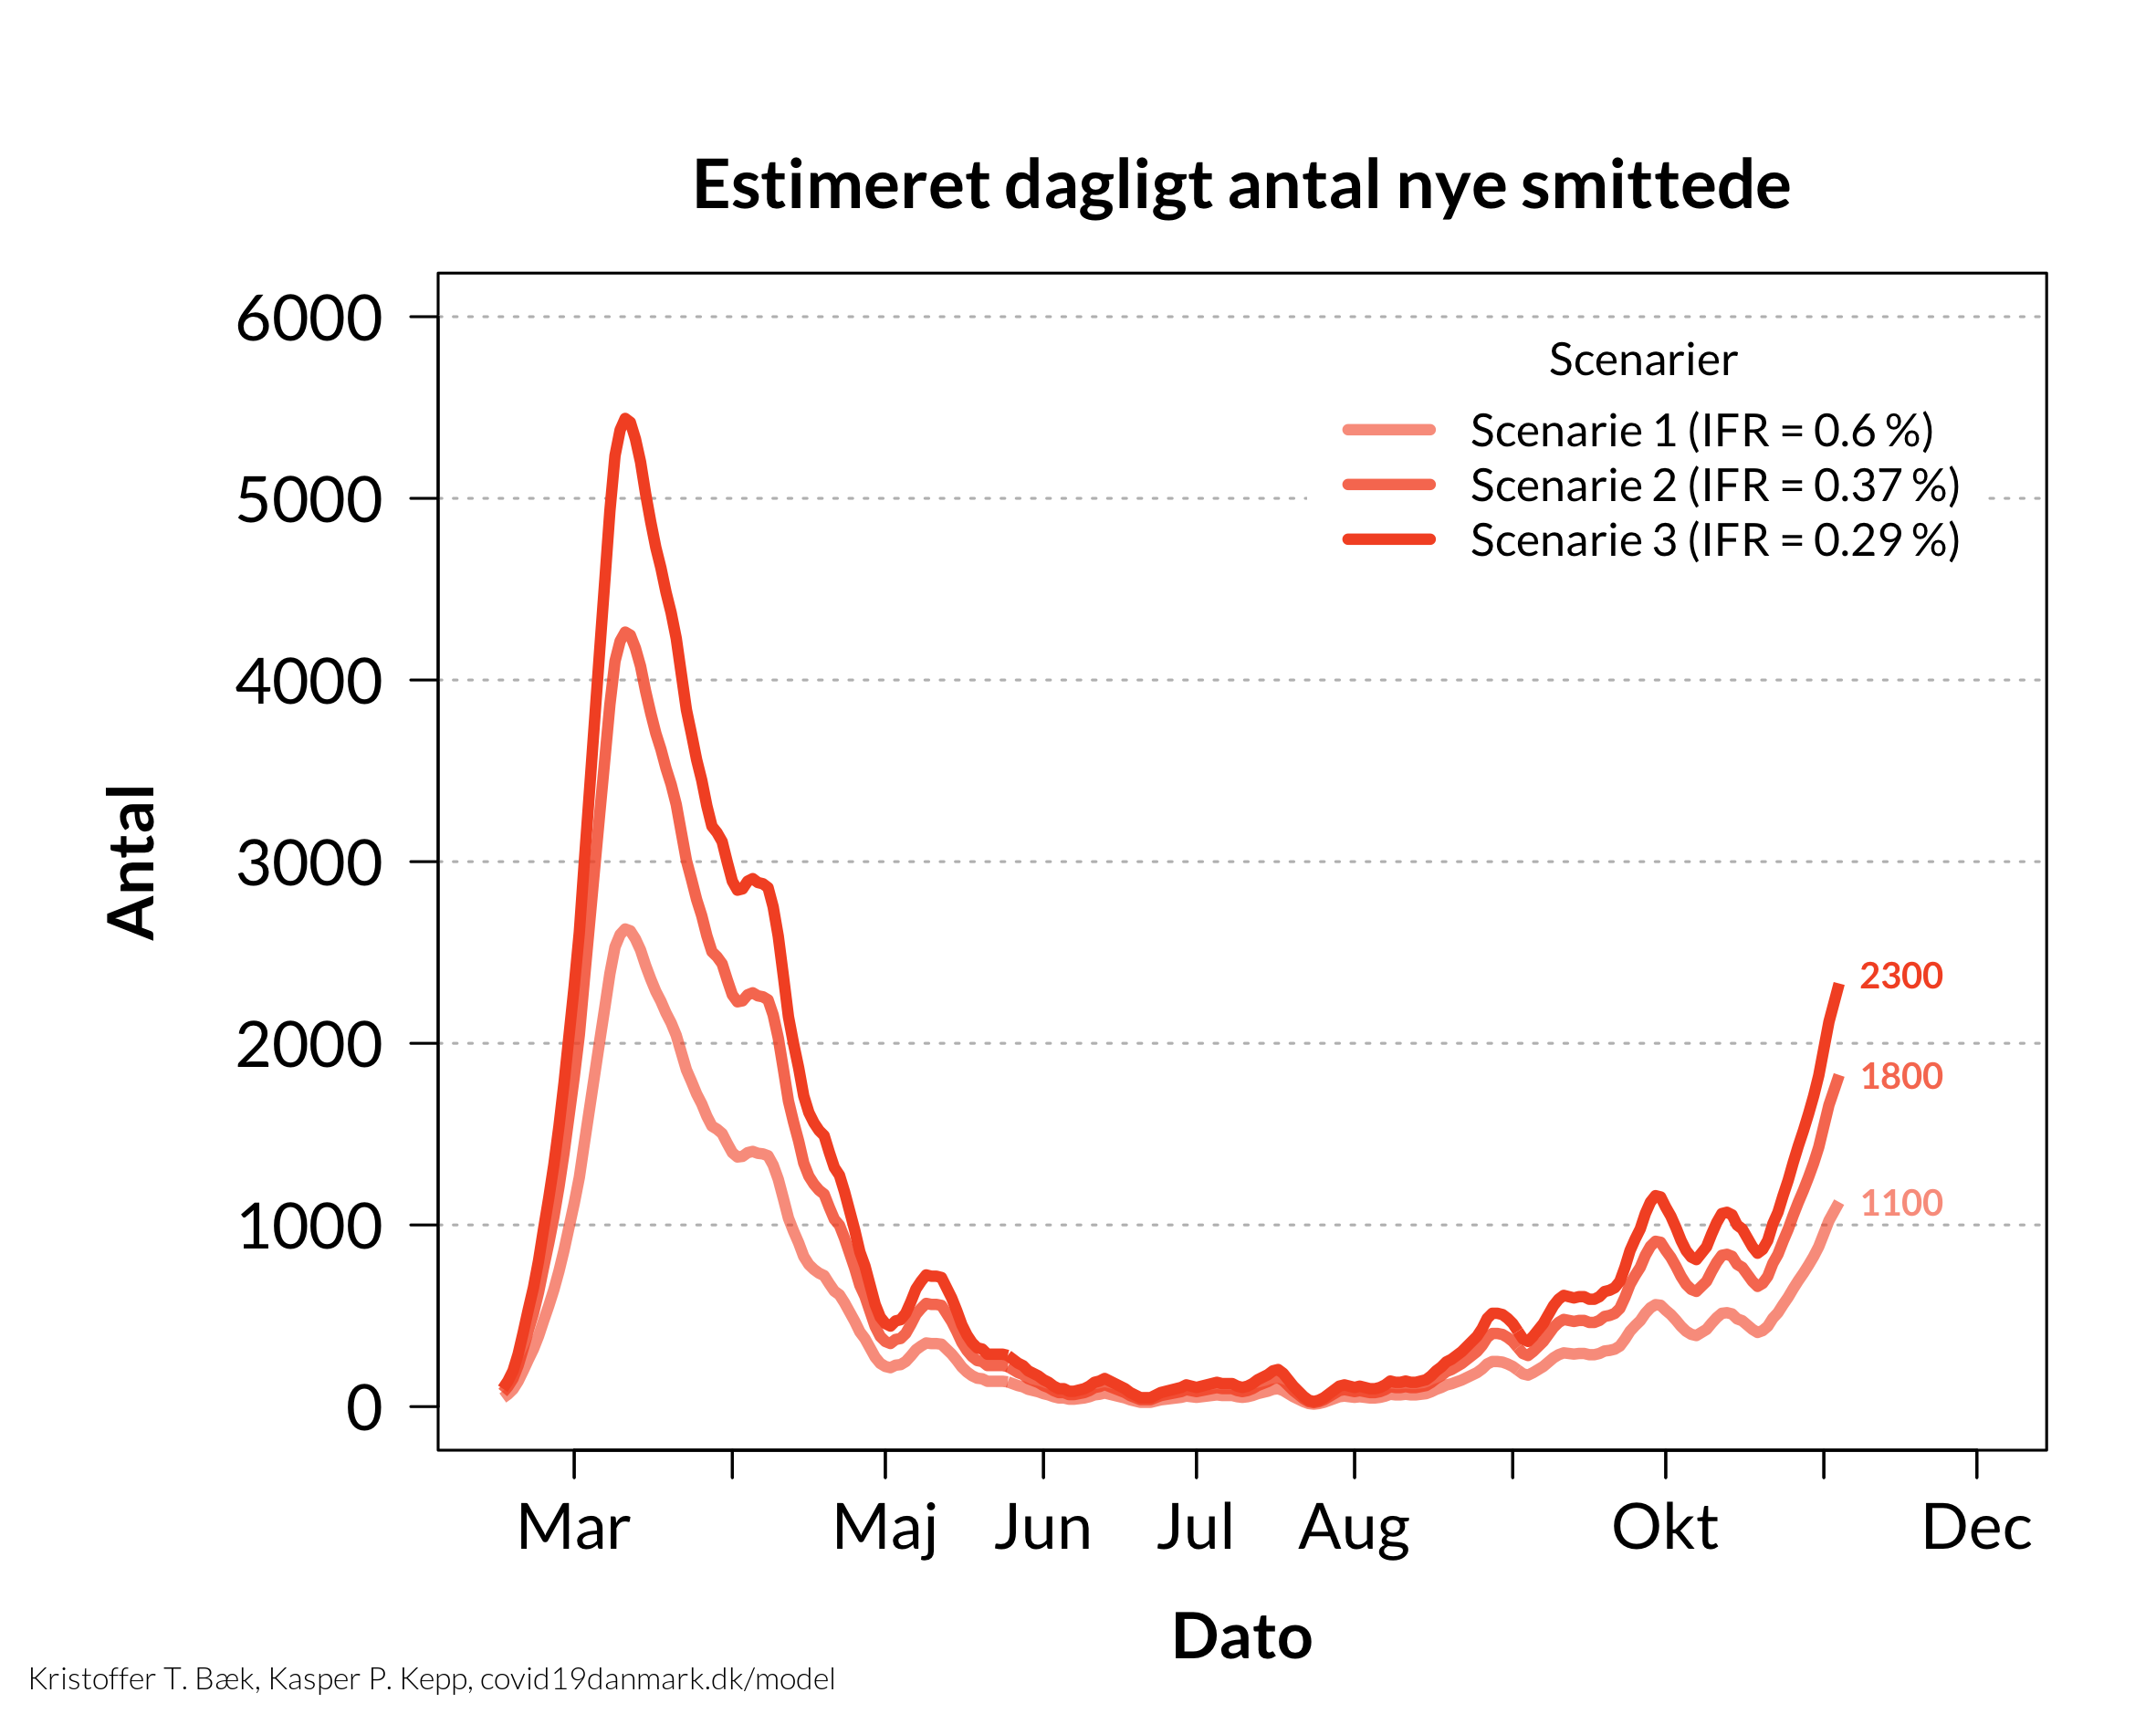 Estimeret dagligt antal nye smittede
6000
5000
4000
3000
2000
1000
0
Antal
Scenarier
Scenarie 1 (IFR = 0.6 %)
Scenarie 2 (IFR = 0.37 %)
Scenarie 3 (IFR = 0.29 %)
2300
1800
1100
Mar Maj Jun Jul Aug Okt Dec
Dato
Kristoffer T. Bæk, Kasper P. Kepp, covid19danmark.dk/model